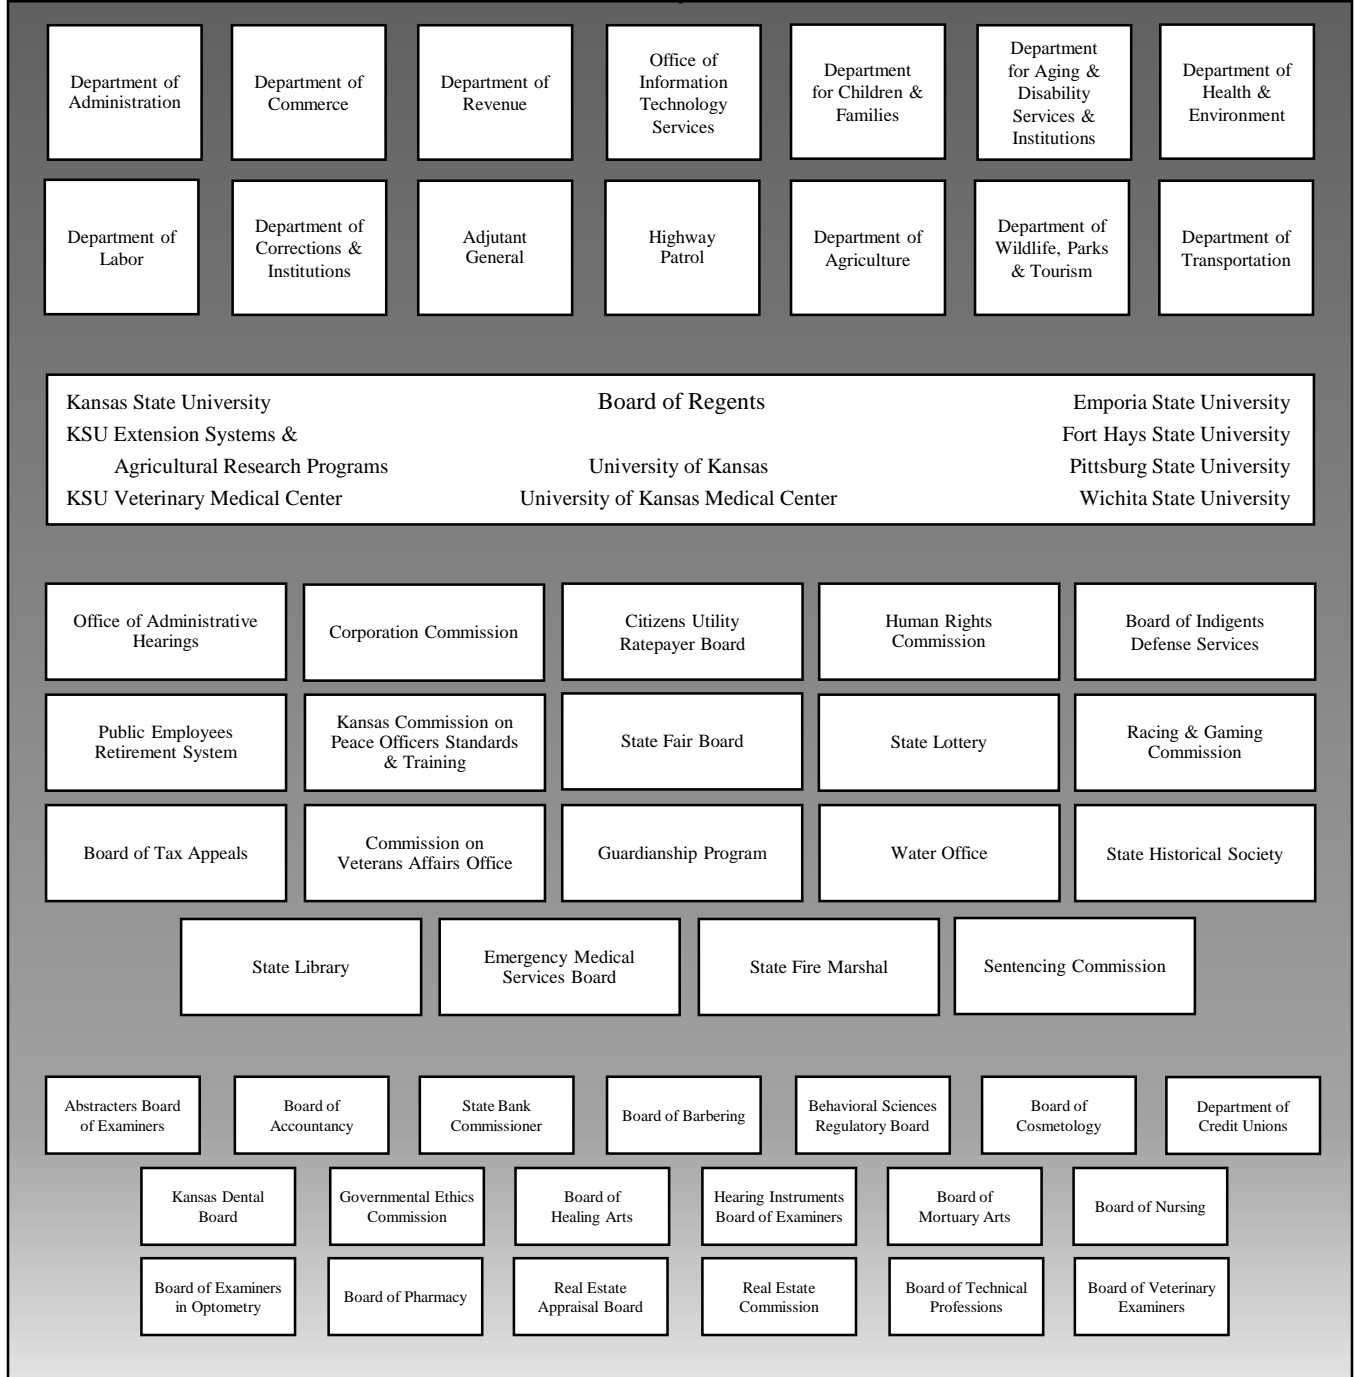 Department of
Administration
Department of
Commerce
Department of
Revenue
Office of
Information
Technology
Services
Department
for Children &
Families
Department
for Aging &
Disability
Services &
Institutions
Department of
Health &
Environment
Department of
Labor
Department of
Corrections &
Institutions
Adjutant
General
Highway
Patrol
Department of
Agriculture
Department of
Wildlife, Parks
& Tourism
Department of
Transportation
Kansas State University
KSU Extension Systems &
Agricultural Research Programs
KSU Veterinary Medical Center
Board of Regents
University of Kansas
University of Kansas Medical Center
Emporia State University
Fort Hays State University
Pittsburg State University
Wichita State University
Office of Administrative
Hearings
Corporation Commission
Citizens Utility
Ratepayer Board
Human Rights
Commission
Board of Indigents
Defense Services
Public Employees
Retirement System
Kansas Commission on
Peace Officers Standards
& Training
State Fair Board
State Lottery
Racing & Gaming
Commission
Board of Tax Appeals
Commission on
Veterans Affairs Office
Guardianship Program
Water Office
State Historical Society
State Library
Emergency Medical
Services Board
State Fire Marshal
Sentencing Commission
Abstracters Board
of Examiners
Board of
Accountancy
State Bank
Commissioner
Board of Barbering
Behavioral Sciences
Regulatory Board
Board of
Cosmetology
Department of
Credit Unions
Kansas Dental
Board
Governmental Ethics
Commission
Board of
Healing Arts
Hearing Instruments
Board of Examiners
Board of
Mortuary Arts
Board of Nursing
Board of Examiners
in Optometry
Board of Pharmacy
Real Estate
Appraisal Board
Real Estate
Commission
Board of Technical
Professions
Board of Veterinary
Examiners